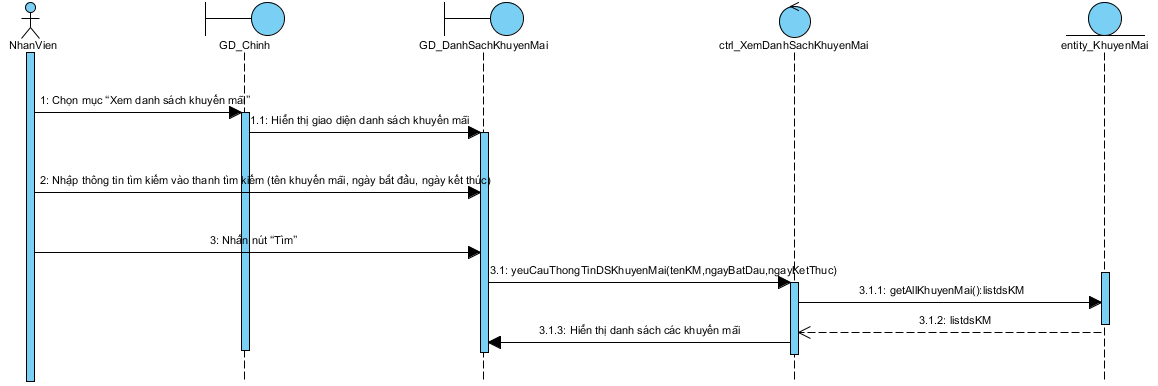 NhanVien
GD_Chinh
GD_DanhSachKhuyenMai
ctrl_XemDanhSachKhuyenMai
entity_KhuyenMai
1: Chọn mục “Xem danh sách khuyến mãi”
1.1: Hiển thị giao diện danh sách khuyến mãi
2: Nhập thông tin tìm kiếm vào thanh tìm kiếm (tên khuyến mãi, ngày bắt đầu, ngày kết thúc)
3: Nhấn nút “Tìm”
3.1: yeuCauThongTinDSKhuyenMai(tenKM,ngayBatDau,ngayKetThuc)
3.1.1: getAllKhuyenMai():listdsKM
3.1.2: listdsKM
3.1.3: Hiển thị danh sách các khuyến mãi